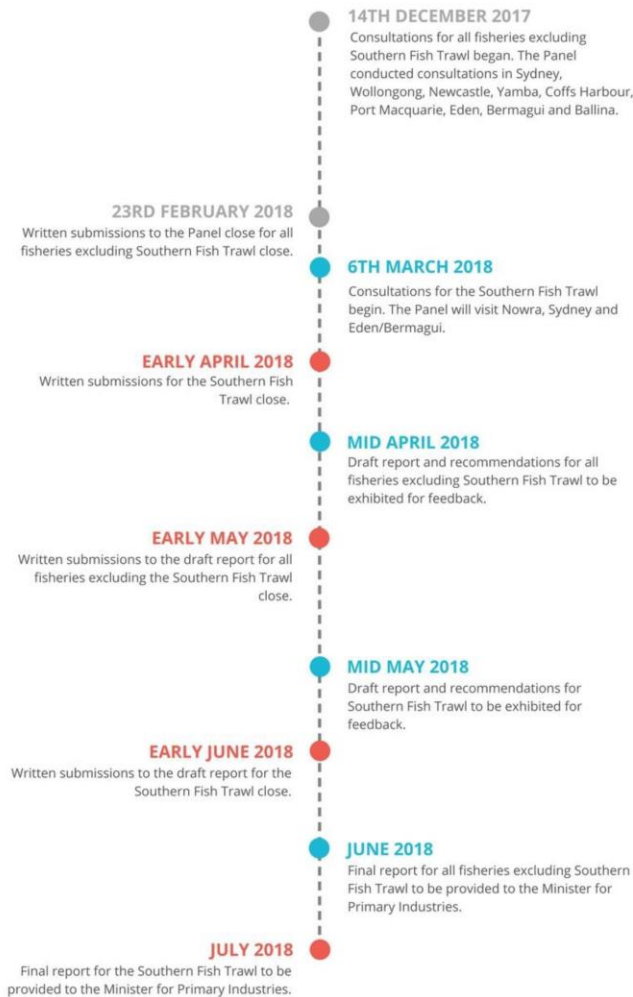 14TH DECEMBER 2017
Consultations for all fisheries excluding
Southern Fish Trawl began. The Panel
conducted consultations in Sydney,
Wollongong, Newcastle, Yamba, Coffs Harbour,
Port Macquarie, Eden, Bermagui and Ballina.
23RD FEBRUARY 2018
Written submissions to the Panel close for all
fisheries excluding Southern Fish Trawl close.
6TH MARCH 2018
Consultations for the Southern Fish Trawl
begin. The Panel will visit Nowra, Sydney and
Eden/Bermagui.
EARLY APRIL 2018
Written submissions for the Southern Fish
Trawl close.
MID APRIL 2018
Draft report and recommendations for all
fisheries excluding Southern Fish Trawl to be
exhibited for feedback.
EARLY MAY 2018
Written submissions to the draft report for all
fisheries excluding the Southern Fish Trawl
close.
MID MAY 2018
Draft report and recommendations for
Southern Fish Trawl to be exhibited for
feedback.
EARLY JUNE 2018
Written submissions to the draft report for the
Southern Fish Trawl close.
JUNE 2018
Final report for all fisheries excluding Southern
Fish Trawl to be provided to the Minister for
Primary Industries.
JULY 2018
Final report for the Southern Fish Trawl to be
provided to the Minister for Primary Industries.